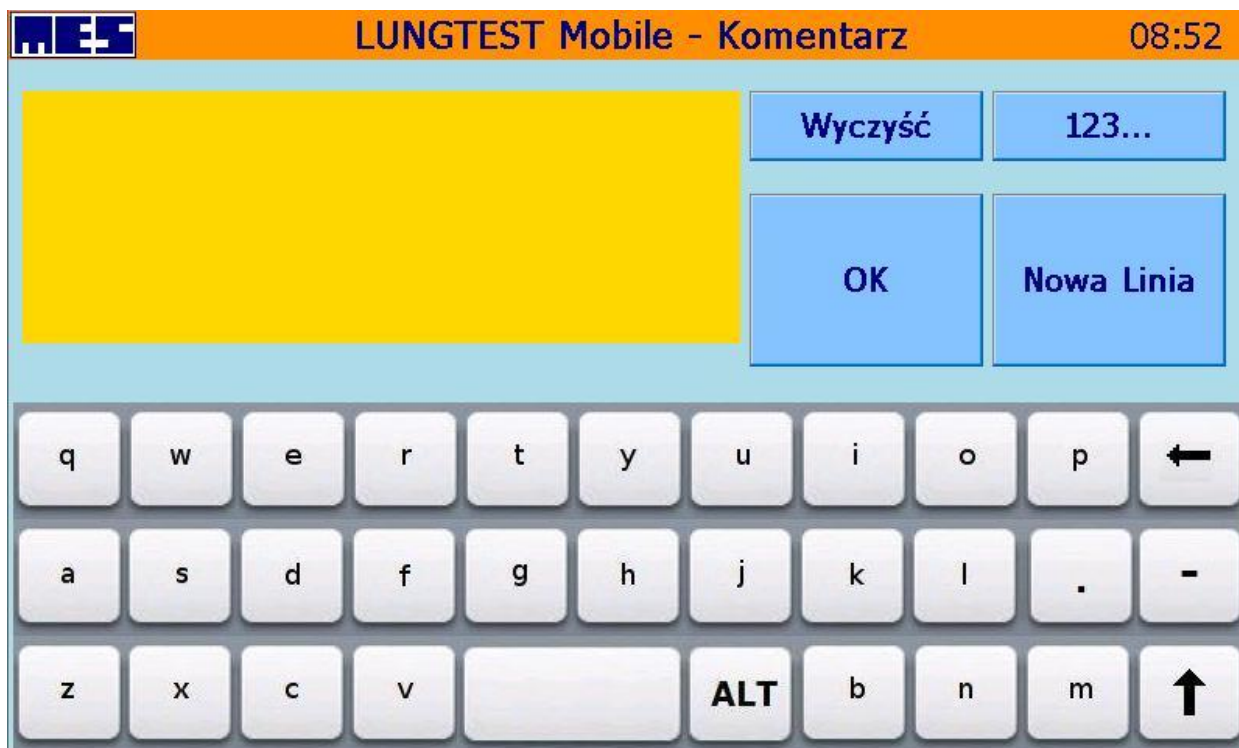 MES LUNGTEST Mobile - Komentarz 08:52
Wyczyść 123...
OK Nowa Linia
q w e r t y u i o p ←
a s d f g h j k l . -
z x c v ALT b n m ↑